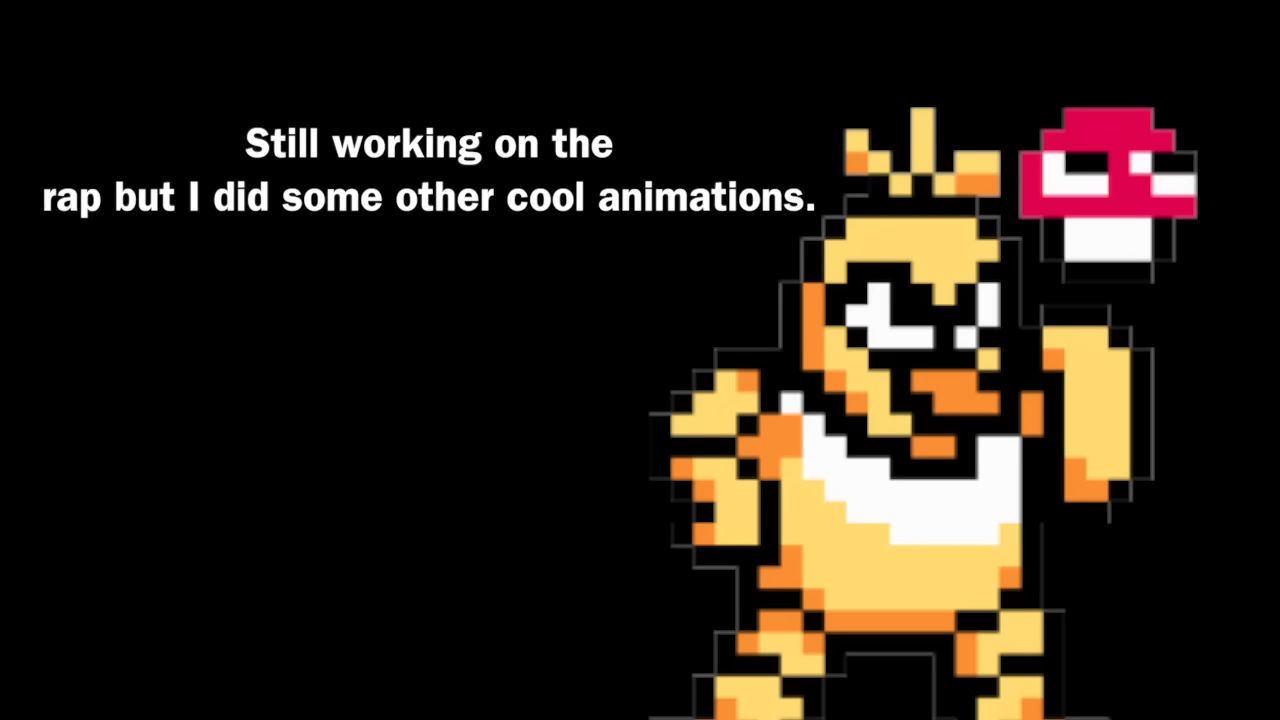 Still working on the
rap but I did some other cool animations.